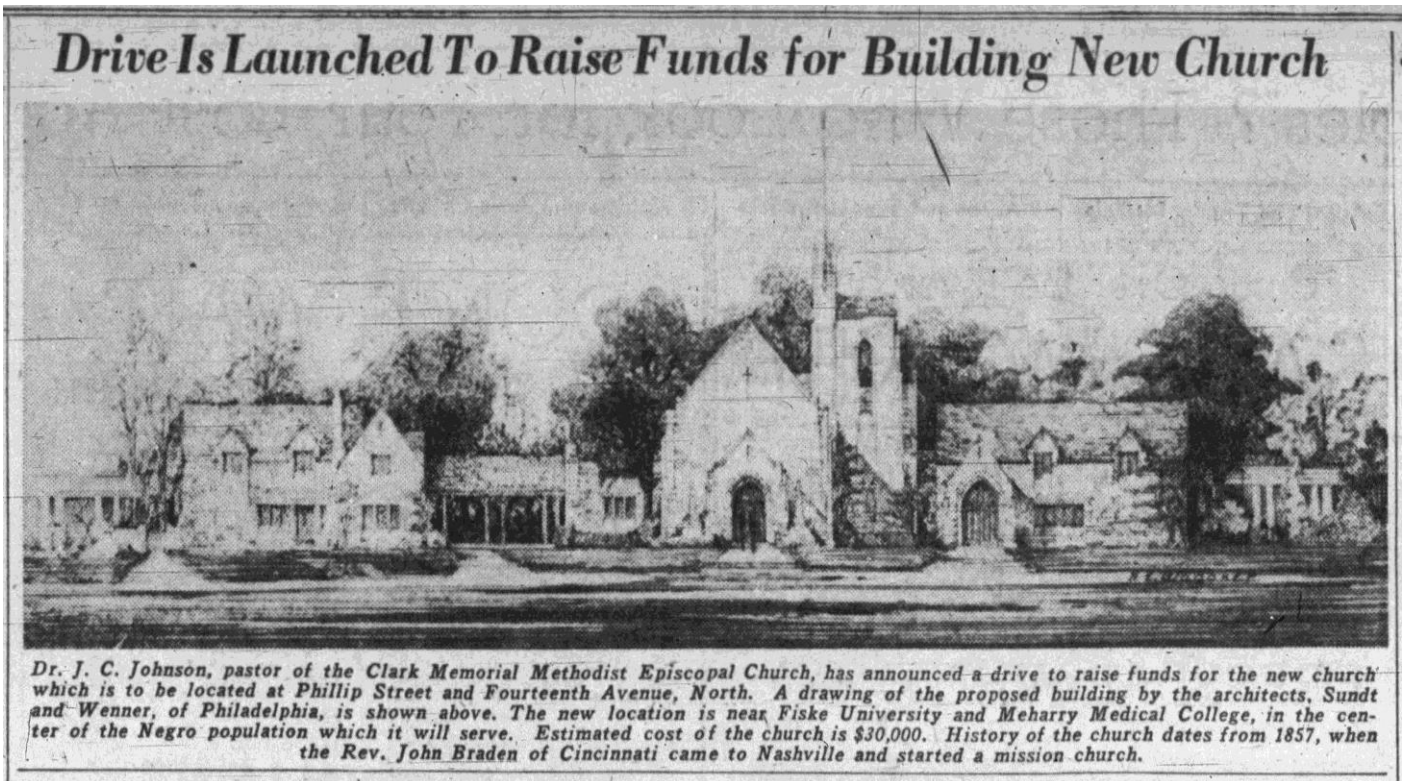 Drive Is Launched To Raise Funds for Building New Church
Dr. J. C. Johnson, pastor of the Clark Memorial Methodist Episcopal Church, has announced a drive to raise funds for the new church
which is to be located at Phillip Street and Fourteenth Avenue, North. A drawing of the proposed building by the architects, Sundt
and Wenner, of Philadelphia, is shown above. The new location is near Fiske University and Meharry Medical College, in the cen-
ter of the Negro population which it will serve. Estimated cost of the church is $30,000. History of the church dates from 1857, when
the Rev. John Braden of Cincinnati came to Nashville and started a mission church.